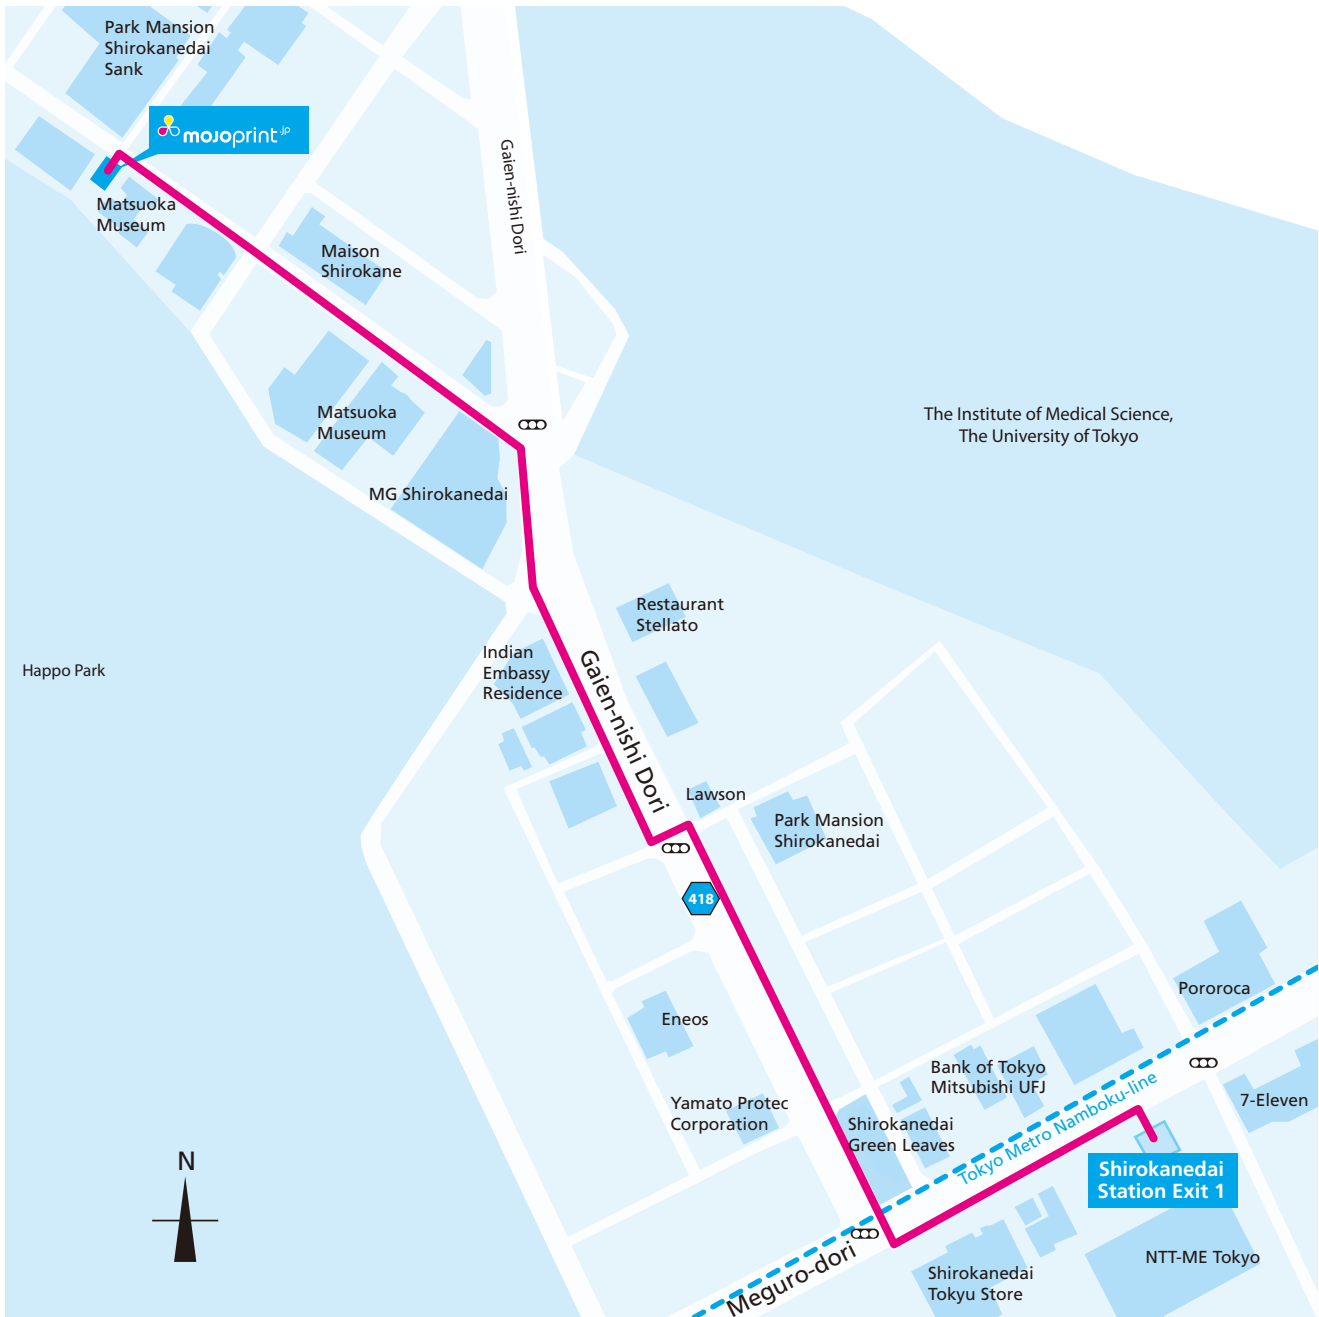 Park Mansion
Shirokanedai
Sank
mojoprint.jp
Matsuoka
Museum
Gaien-nishi Dori
Maison
Shirokane
Matsuoka
Museum
The Institute of Medical Science,
The University of Tokyo
MG Shirokanedai
Restaurant
Stellato
Happo Park
Indian
Embassy
Residence
Gaien-nishi Dori
Lawson
Park Mansion
Shirokanedai
418
Pororoca
Eneos
Bank of Tokyo
Mitsubishi UFJ
7-Eleven
Yamato Protec
Corporation
Shirokanedai
Green Leaves
Tokyo Metro Namboku-line
N
Shirokanedai
Station Exit 1
Meguro-dori
NTT-ME Tokyo
Shirokanedai
Tokyu Store